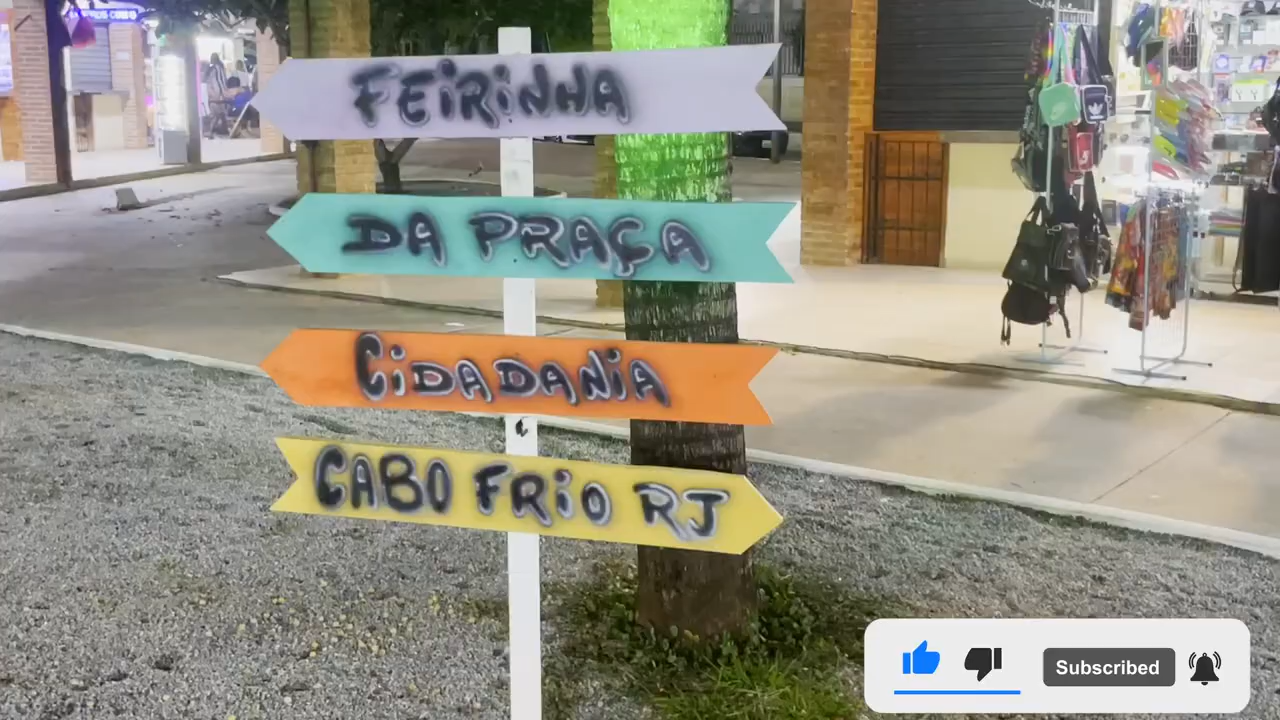 FEIRINHA
DA PRAÇA
CIDADANIA
CABO FRIO RJ
Subscribed